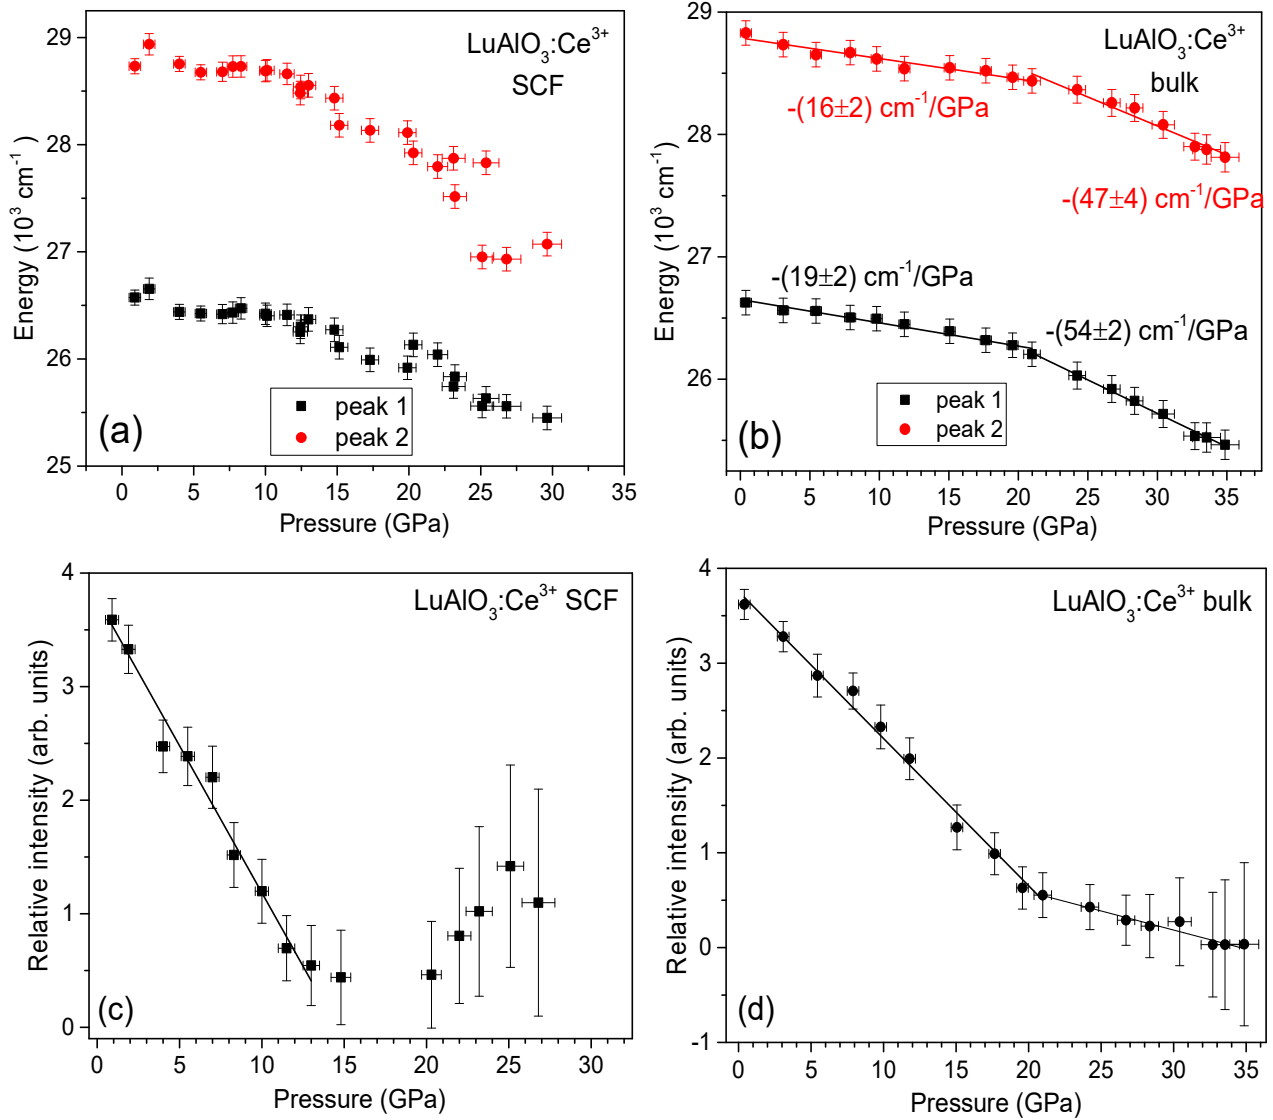 LuAlO₃:Ce³⁺
SCF
29
28
27
26
25
Energy (10³ cm⁻¹)
peak 1
peak 2
(a)
0 5 10 15 20 25 30 35
Pressure (GPa)
LuAlO₃:Ce³⁺
bulk
29
28
27
26
Energy (10³ cm⁻¹)
-(16±2) cm⁻¹/GPa
-(47±4) cm⁻¹/GPa
-(19±2) cm⁻¹/GPa
-(54±2) cm⁻¹/GPa
peak 1
peak 2
(b)
0 5 10 15 20 25 30 35
Pressure (GPa)
LuAlO₃:Ce³⁺ SCF
4
3
2
1
0
Relative intensity (arb. units)
(c)
0 5 10 15 20 25 30
Pressure (GPa)
LuAlO₃:Ce³⁺ bulk
4
3
2
1
0
-1
Relative intensity (arb. units)
(d)
0 5 10 15 20 25 30 35
Pressure (GPa)